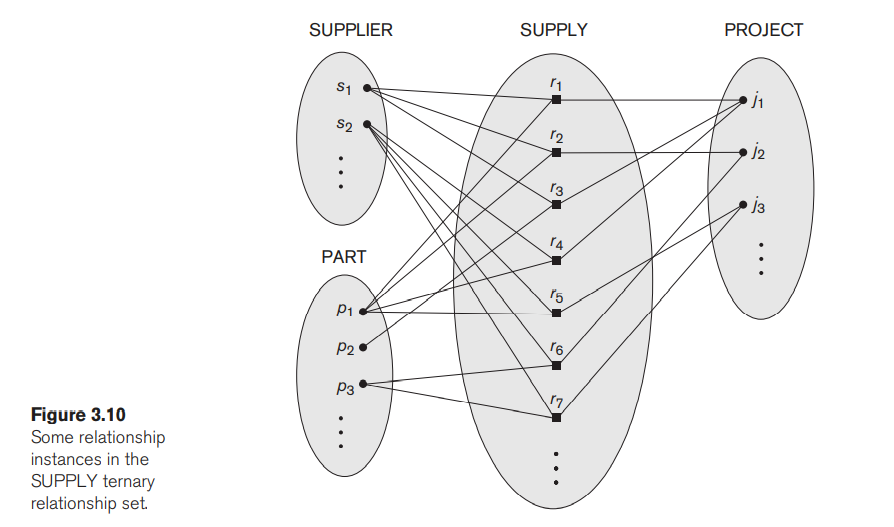 SUPPLIER
SUPPLY
PROJECT
s1
s2
PART
p1
p2
p3
r1
r2
r3
r4
r5
r6
r7
j1
j2
j3
Figure 3.10
Some relationship
instances in the
SUPPLY ternary
relationship set.